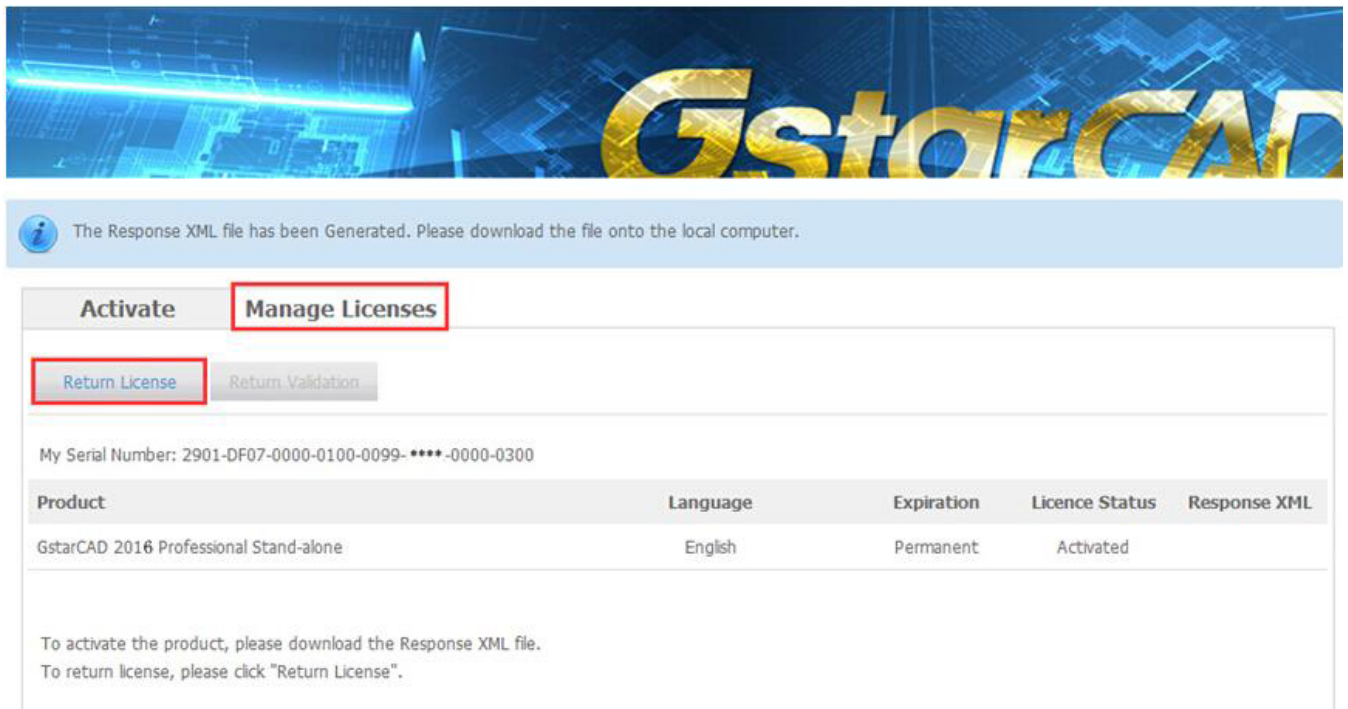 GstarCAD
The Response XML file has been Generated. Please download the file onto the local computer.
Activate Manage Licenses
Return License Return Validation
My Serial Number: 2901-DF07-0000-0100-0099-****-0000-0300
Product Language Expiration Licence Status Response XML
GstarCAD 2016 Professional Stand-alone English Permanent Activated
To activate the product, please download the Response XML file.
To return license, please click "Return License".